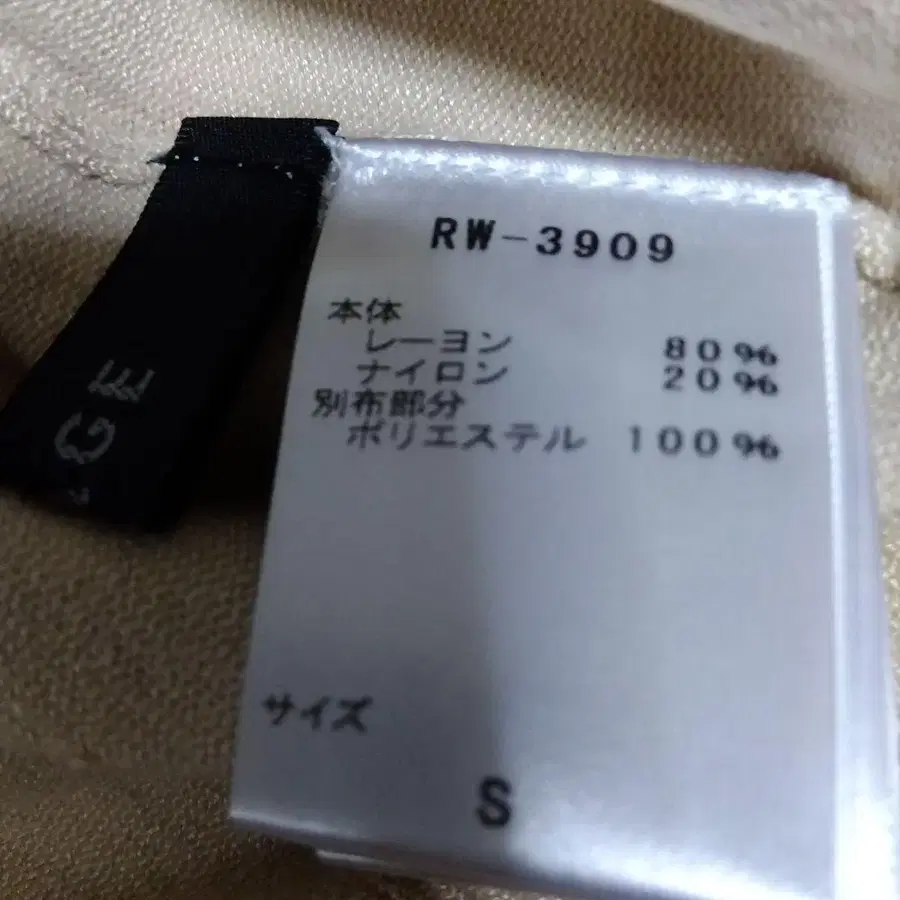 RW-3909
本体
レーヨン 80%
ナイロン 20%
別布部分
ポリエステル 100%
サイズ
S
GE